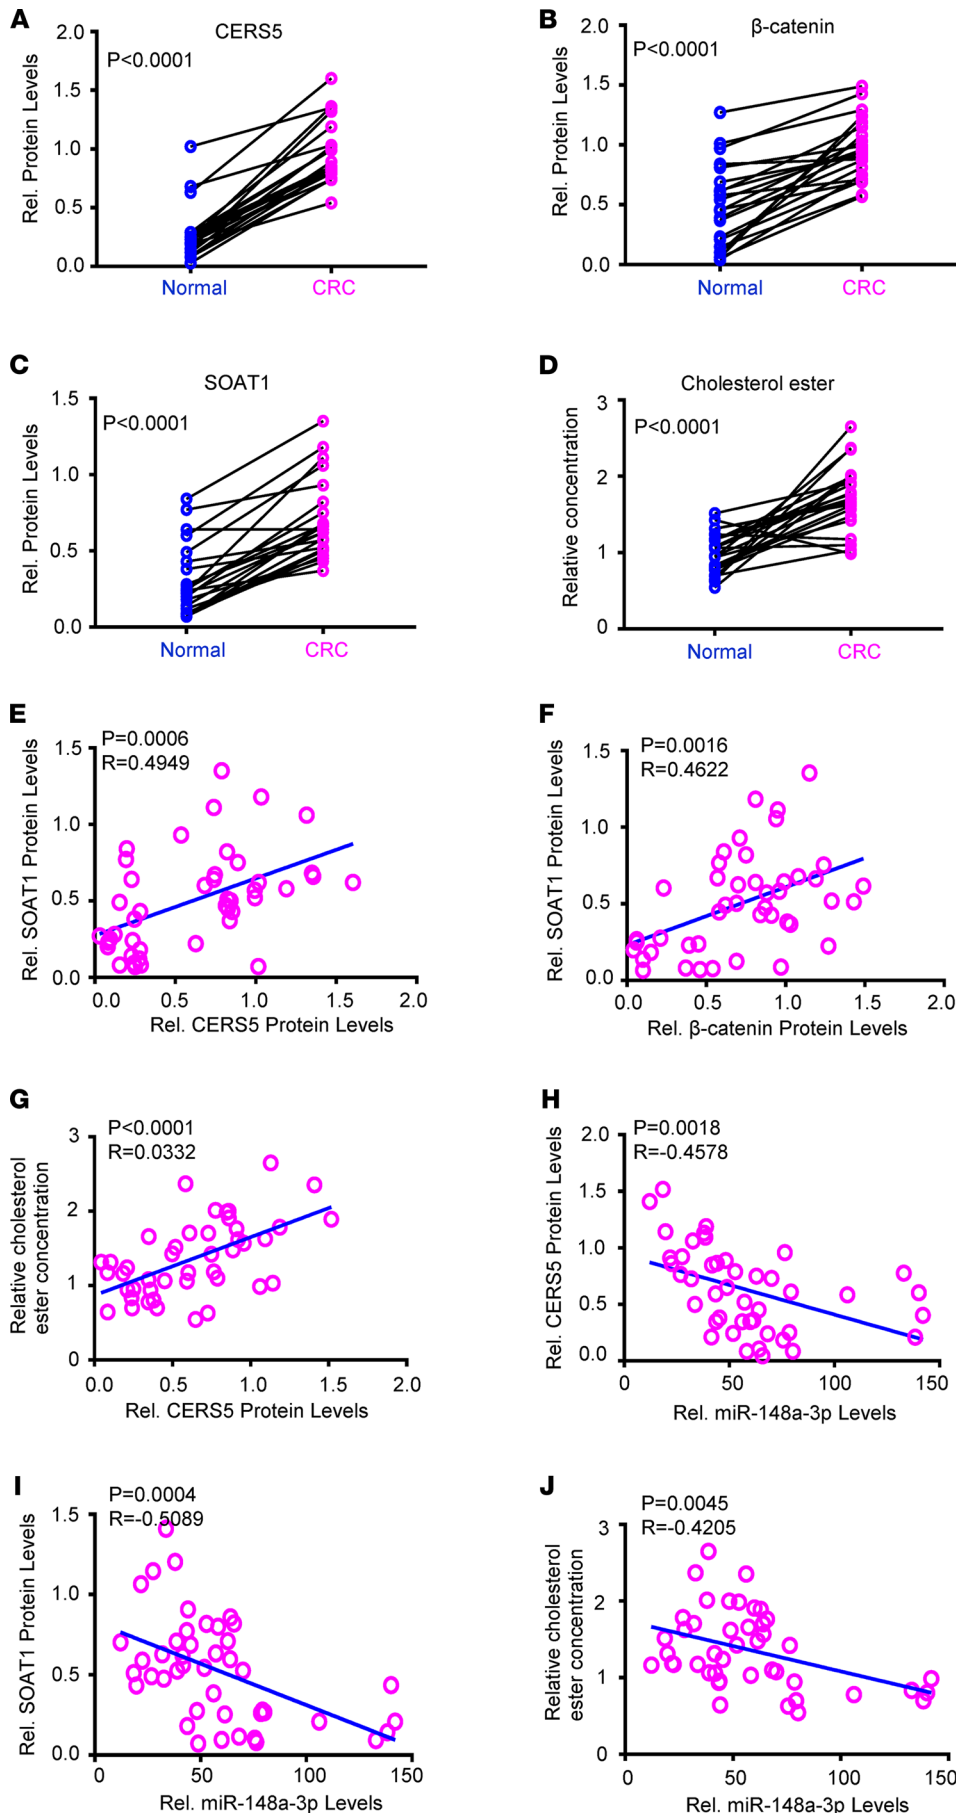 A
CERS5
P<0.0001
Rel. Protein Levels
2.0
1.5
1.0
0.5
0.0
Normal
CRC
B
β-catenin
P<0.0001
Rel. Protein Levels
2.0
1.5
1.0
0.5
0.0
Normal
CRC
C
SOAT1
P<0.0001
Rel. Protein Levels
1.5
1.0
0.5
0.0
Normal
CRC
D
Cholesterol ester
P<0.0001
Relative concentration
3
2
1
0
Normal
CRC
E
P=0.0006
R=0.4949
Rel. SOAT1 Protein Levels
1.5
1.0
0.5
0.0
0.0 0.5 1.0 1.5 2.0
Rel. CERS5 Protein Levels
F
P=0.0016
R=0.4622
Rel. SOAT1 Protein Levels
1.5
1.0
0.5
0.0
0.0 0.5 1.0 1.5 2.0
Rel. β-catenin Protein Levels
G
P<0.0001
R=0.0332
Relative cholesterol
ester concentration
3
2
1
0
0.0 0.5 1.0 1.5 2.0
Rel. CERS5 Protein Levels
H
P=0.0018
R=-0.4578
Rel. CERS5 Protein Levels
2.0
1.5
1.0
0.5
0.0
0 50 100 150
Rel. miR-148a-3p Levels
I
P=0.0004
R=-0.5089
Rel. SOAT1 Protein Levels
1.5
1.0
0.5
0.0
0 50 100 150
Rel. miR-148a-3p Levels
J
P=0.0045
R=-0.4205
Relative cholesterol
ester concentration
3
2
1
0
0 50 100 150
Rel. miR-148a-3p Levels